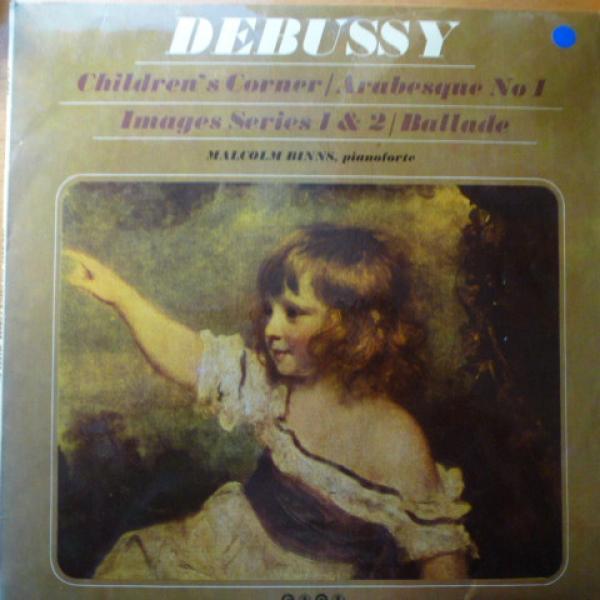 DEBUSSY
Children's Corner/Arabesque No 1
Images Series 1 & 2/Ballade
MALCOLM BINNS, pianoforte